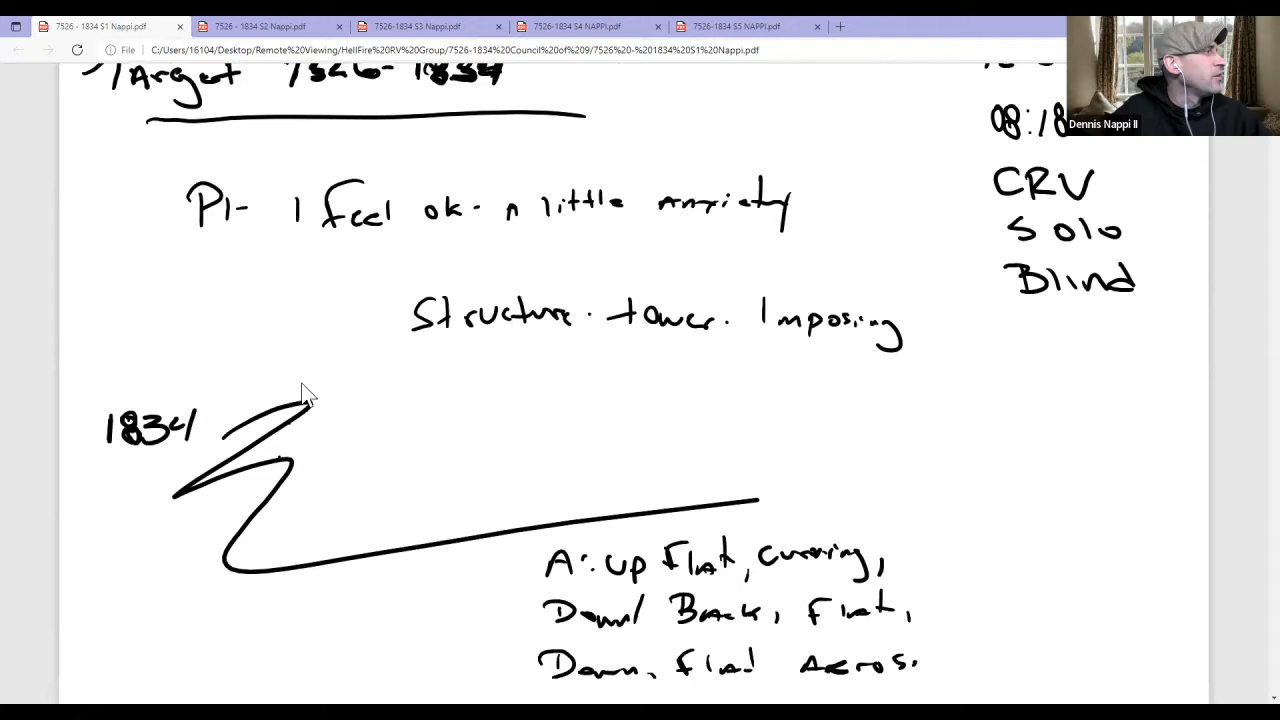 7526 - 1834 S1 Nappi.pdf
7526 - 1834 S2 Nappi.pdf
7526-1834 S3 Nappi.pdf
7526-1834 S4 NAPPI.pdf
7526-1834 S5 NAPPI.pdf
File
C:/Users/16104/Desktop/Remote%20Viewing/HellFire%20RV%20Group/7526-1834%20Council%20of%209/7526%20-%201834%20S1%20Nappi.pdf
TArget 7526-1834
08:18
Dennis Nappi II
CRV
Solo
Blind
PI- I feel ok- A little anxiety
Structure. tower. Imposing
1834
A: up Flat, Curving,
Down/ Back, Flat,
Down, flat Acros.